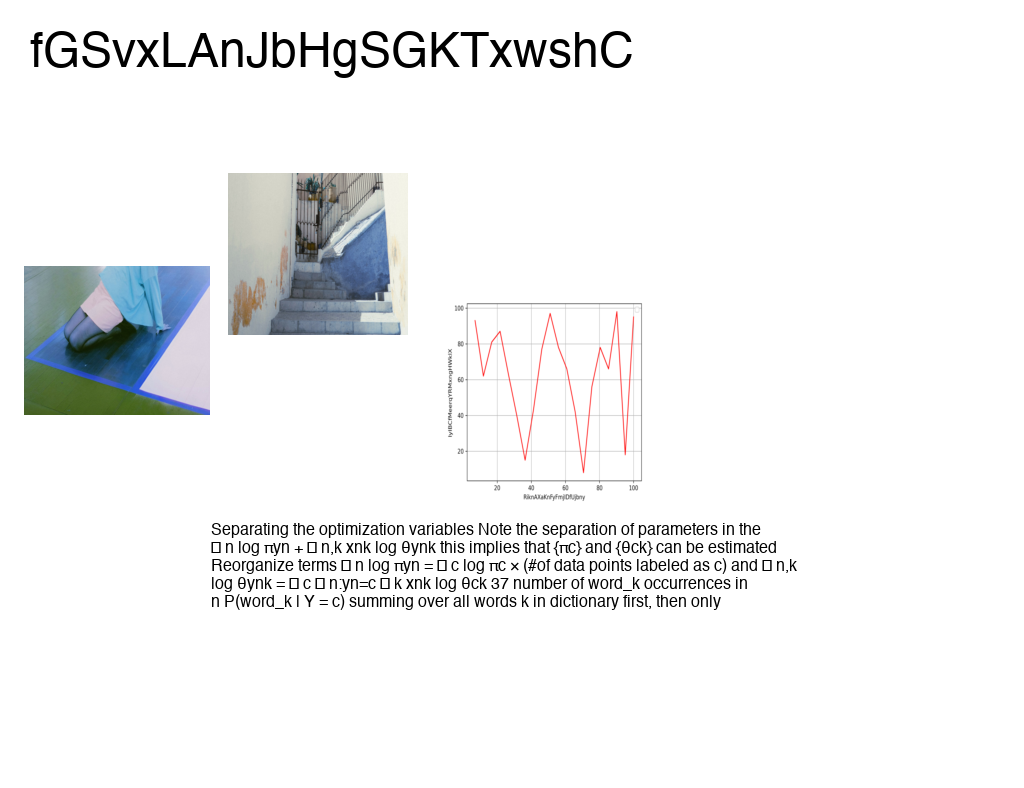 fGSvxLAnJbHgSGKTxwshC
100
80
60
40
20
20 40 60 80 100
Separating the optimization variables Note the separation of parameters in the
□ n log πyn + □ n,k xnk log θynk this implies that {πc} and {θck} can be estimated
Reorganize terms □ n log πyn = □ c log πc × (#of data points labeled as c) and □ n,k
log θynk = □ c □ n:yn=c □ k xnk log θck 37 number of word_k occurrences in
n P(word_k | Y = c) summing over all words k in dictionary first, then only